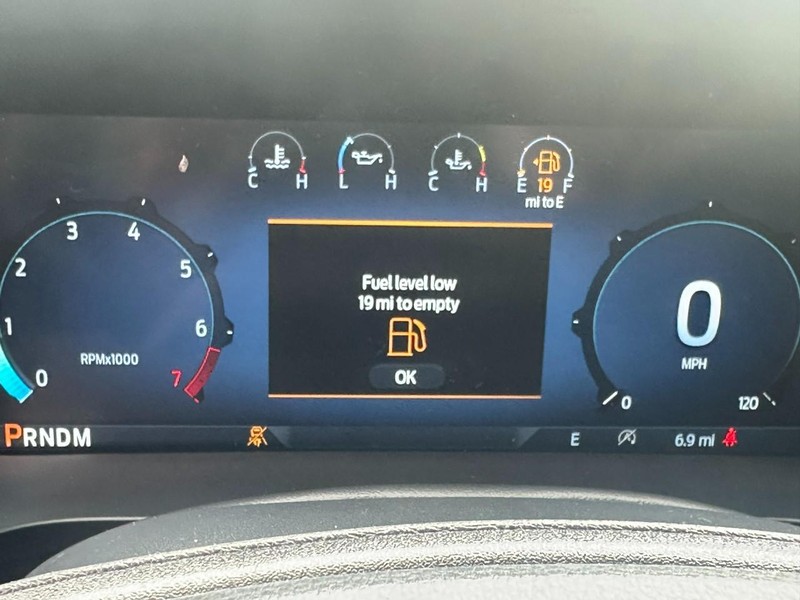 C H L H C H E 19 F
mi to E
3 4
2 5
1 6
RPMx1000
0 7
Fuel level low
19 mi to empty
OK
0
MPH
0 120
PRNDM E 6.9 mi